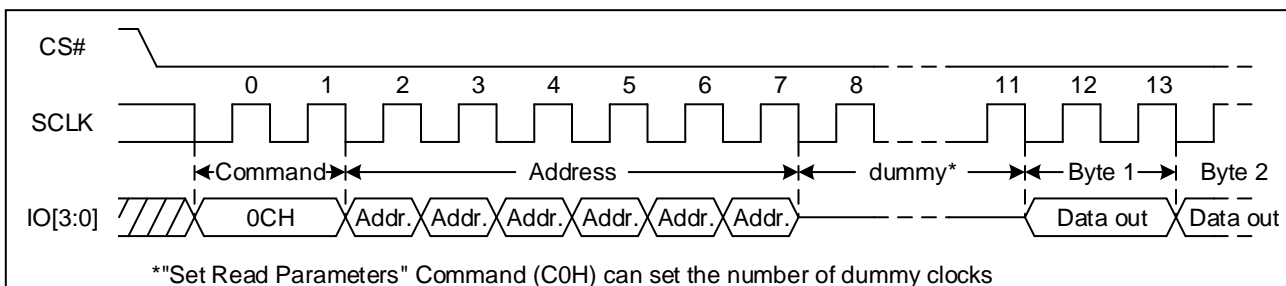 CS#
0 1 2 3 4 5 6 7 8 11 12 13
SCLK
Command Address dummy* Byte 1 Byte 2
IO[3:0] 0CH Addr. Addr. Addr. Addr. Addr. Addr. Data out Data out
*"Set Read Parameters" Command (C0H) can set the number of dummy clocks